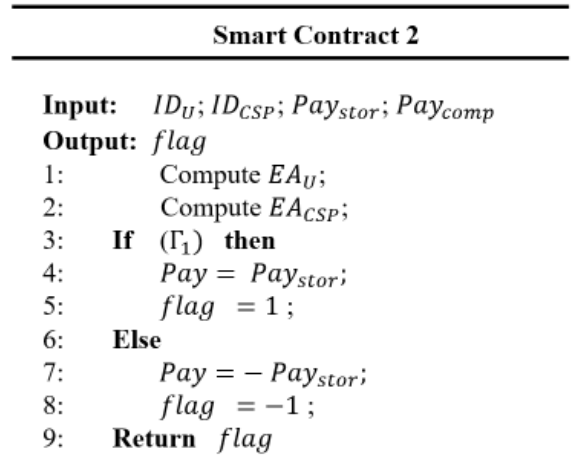 Smart Contract 2
Input: ID_U; ID_CSP; Pay_stor; Pay_comp
Output: flag
1: Compute EA_U;
2: Compute EA_CSP;
3: If (Γ_1) then
4: Pay = Pay_stor;
5: flag = 1 ;
6: Else
7: Pay = − Pay_stor;
8: flag = −1 ;
9: Return flag